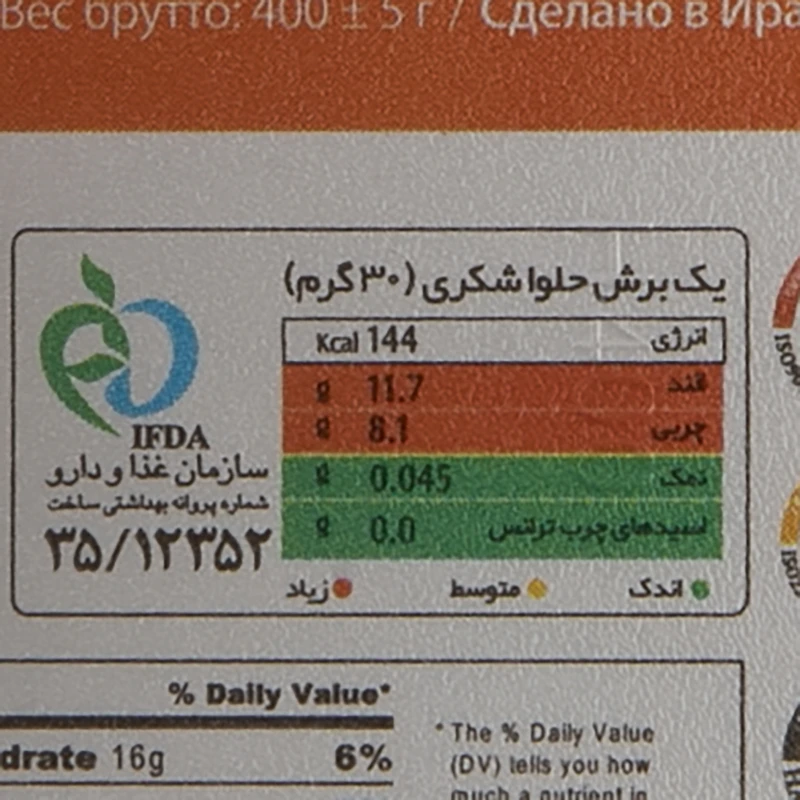 Вес брутто: 400 ± 5 г / Сделано в Ира
یک برش حلوا شکری (۳۰ گرم)
انرژی 144 Kcal
قند 11.7 g
چربی 8.1 g
نمک 0.045 g
اسیدهای چرب ترانس 0.0 g
اندک متوسط زیاد
IFDA
سازمان غذا و دارو
شماره پروانه بهداشتی ساخت
۳۵/۱۲۳۵۲
% Daily Value*
drate 16g 6%
* The % Daily Value
(DV) tells you how
much a nutrient in